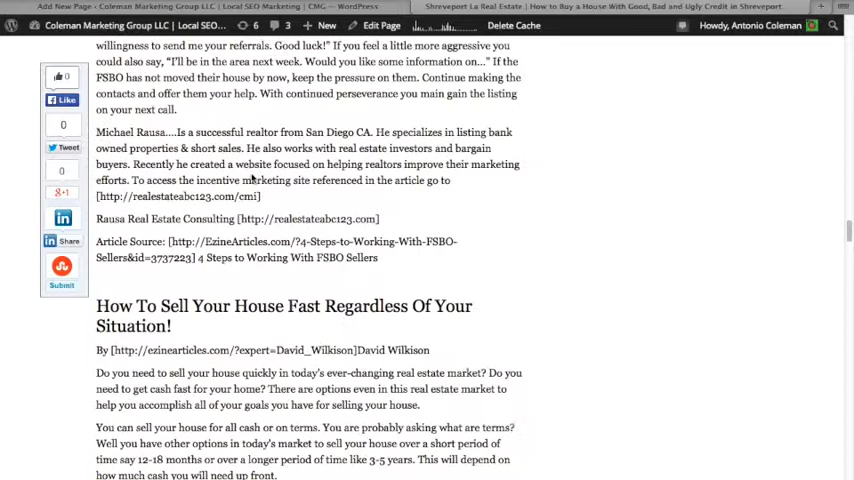 Add New Page ‹ Coleman Marketing Group LLC | Local SEO Marketing | CMG — WordPress
Shreveport La Real Estate | How to Buy a House With Good, Bad and Ugly Credit in Shreveport...
Coleman Marketing Group LLC | Local SEO... 6 3 + New Edit Page Delete Cache Howdy, Antonio Coleman
willingness to send me your referrals. Good luck!" If you feel a little more aggressive you
could also say, "I'll be in the area next week. Would you like some information on..." If the
FSBO has not moved their house by now, keep the pressure on them. Continue making the
contacts and offer them your help. With continued perseverance you main gain the listing
on your next call.
Michael Rausa....Is a successful realtor from San Diego CA. He specializes in listing bank
owned properties & short sales. He also works with real estate investors and bargain
buyers. Recently he created a website focused on helping realtors improve their marketing
efforts. To access the incentive marketing site referenced in the article go to
[http://realestateabc123.com/cmi]
Rausa Real Estate Consulting [http://realestateabc123.com]
Article Source: [http://EzineArticles.com/?4-Steps-to-Working-With-FSBO-
Sellers&id=3737223] 4 Steps to Working With FSBO Sellers
How To Sell Your House Fast Regardless Of Your
Situation!
By [http://ezinearticles.com/?expert=David_Wilkison]David Wilkison
Do you need to sell your house quickly in today's ever-changing real estate market? Do you
need to get cash fast for your home? There are options even in this real estate market to
help you accomplish all of your goals you have for selling your house.
You can sell your house for all cash or on terms. You are probably asking what are terms?
Well you have other options in today's market to sell your house over a short period of
time say 12-18 months or over a longer period of time like 3-5 years. This will depend on
how much cash you will need up front.
0
Like
0
Tweet
0
g+1
in
in Share
Submit